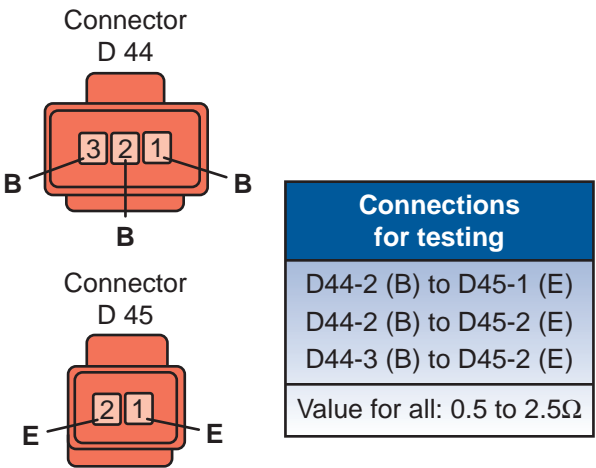 Connector
D 44
3 2 1
B B
B
Connector
D 45
2 1
E E
Connections
for testing
D44-2 (B) to D45-1 (E)
D44-2 (B) to D45-2 (E)
D44-3 (B) to D45-2 (E)
Value for all: 0.5 to 2.5Ω